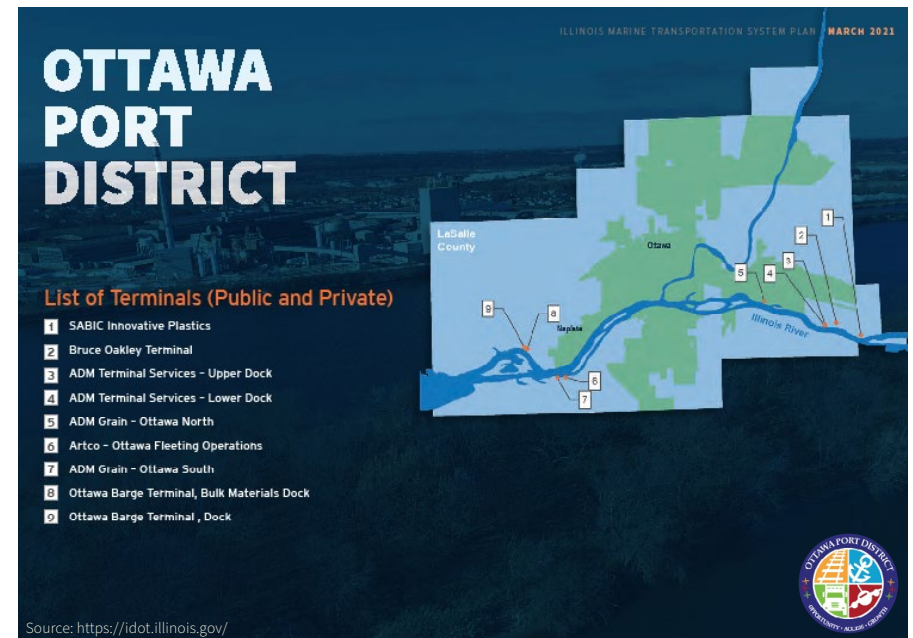 ILLINOIS MARINE TRANSPORTATION SYSTEM PLAN MARCH 2021
OTTAWA
PORT
DISTRICT
List of Terminals (Public and Private)
1 SABIC Innovative Plastics
2 Bruce Oakley Terminal
3 ADM Terminal Services – Upper Dock
4 ADM Terminal Services – Lower Dock
5 ADM Grain – Ottawa North
6 Artco – Ottawa Fleeting Operations
7 ADM Grain – Ottawa South
8 Ottawa Barge Terminal, Bulk Materials Dock
9 Ottawa Barge Terminal , Dock
LaSalle
County
Ottawa
Naplate
Illinois River
1
2
3
4
5
6
7
8
9
OTTAWA PORT DISTRICT
OPPORTUNITY • ACCESS • GROWTH
Source: https://idot.illinois.gov/